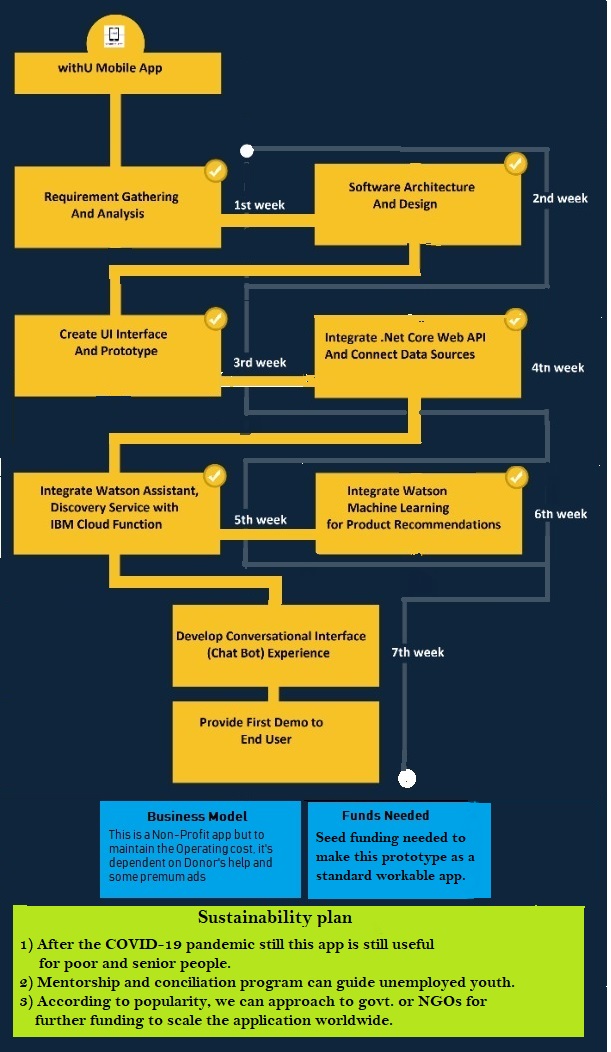 withU Mobile App
Requirement Gathering
And Analysis
1st week
Software Architecture
And Design
2nd week
Create UI Interface
And Prototype
3rd week
Integrate .Net Core Web API
And Connect Data Sources
4tn week
Integrate Watson Assistant,
Discovery Service with
IBM Cloud Function
5th week
Integrate Watson
Machine Learning
for Product Recommendations
6th week
Develop Conversational Interface
(Chat Bot) Experience
7th week
Provide First Demo to
End User
Business Model
This is a Non-Profit app but to
maintain the Operating cost, it's
dependent on Donor's help and
some premum ads
Funds Needed
Seed funding needed to
make this prototype as a
standard workable app.
Sustainability plan
1) After the COVID-19 pandemic still this app is still useful
for poor and senior people.
2) Mentorship and conciliation program can guide unemployed youth.
3) According to popularity, we can approach to govt. or NGOs for
further funding to scale the application worldwide.